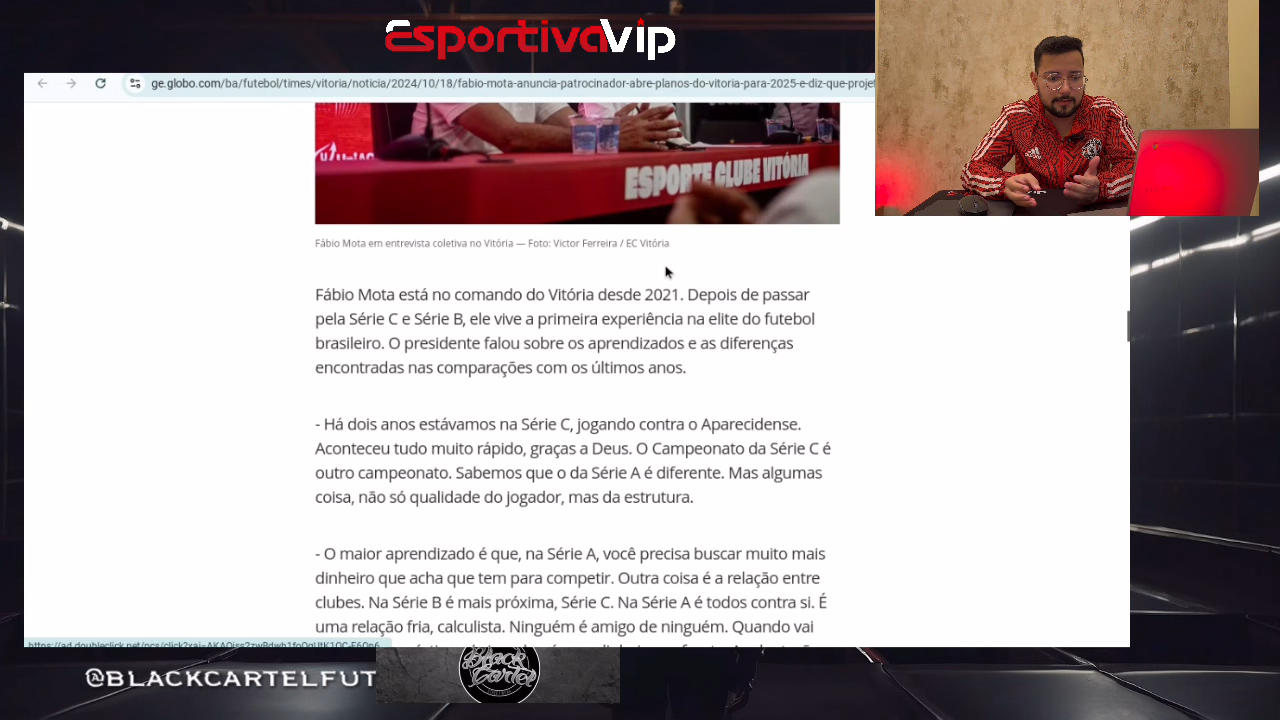 EsportivaVip
ge.globo.com/ba/futebol/times/vitoria/noticia/2024/10/18/fabio-mota-anuncia-patrocinador-abre-planos-do-vitoria-para-2025-e-diz-que-proje
ESPORTE CLUBE VITÓRIA
Fábio Mota em entrevista coletiva no Vitória — Foto: Victor Ferreira / EC Vitória
Fábio Mota está no comando do Vitória desde 2021. Depois de passar
pela Série C e Série B, ele vive a primeira experiência na elite do futebol
brasileiro. O presidente falou sobre os aprendizados e as diferenças
encontradas nas comparações com os últimos anos.
- Há dois anos estávamos na Série C, jogando contra o Aparecidense.
Aconteceu tudo muito rápido, graças a Deus. O Campeonato da Série C é
outro campeonato. Sabemos que o da Série A é diferente. Mas algumas
coisa, não só qualidade do jogador, mas da estrutura.
- O maior aprendizado é que, na Série A, você precisa buscar muito mais
dinheiro que acha que tem para competir. Outra coisa é a relação entre
clubes. Na Série B é mais próxima, Série C. Na Série A é todos contra si. É
uma relação fria, calculista. Ninguém é amigo de ninguém. Quando vai
@BLACKCARTELFUT
Black Cartel